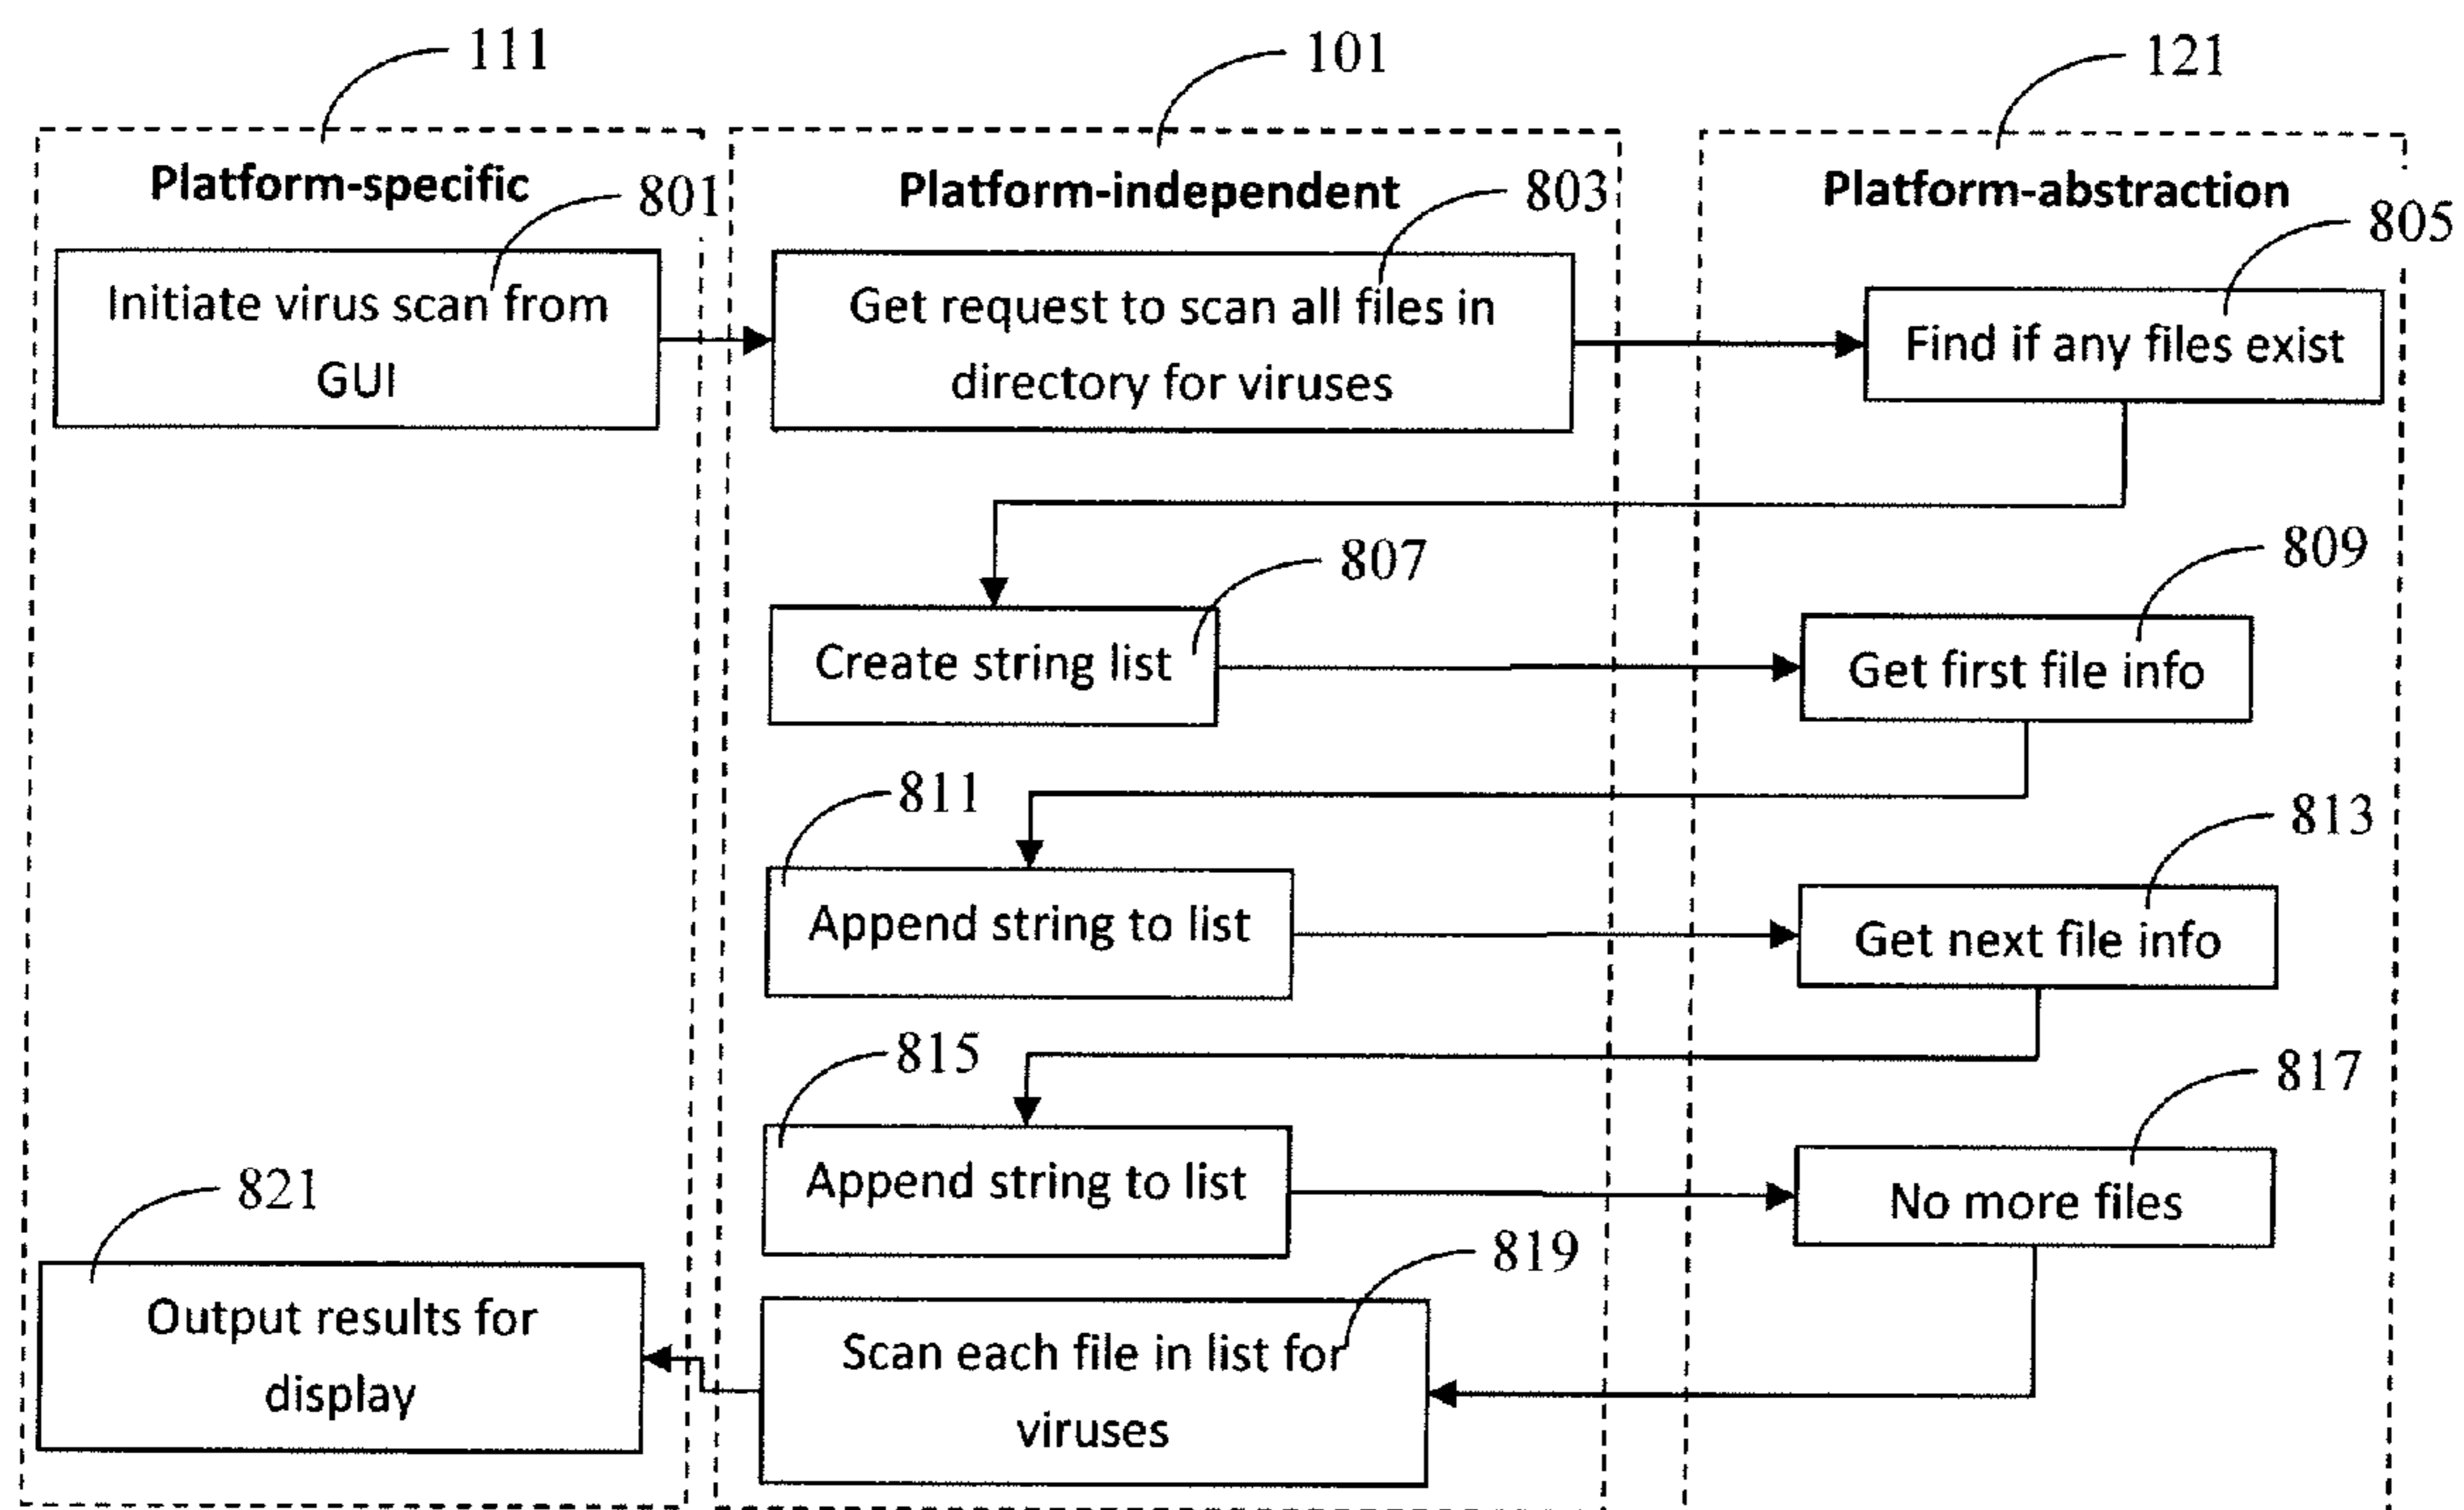 111
101
121
Platform-specific
Platform-independent
Platform-abstraction
801
803
805
Initiate virus scan from
GUI
Get request to scan all files in
directory for viruses
Find if any files exist
807
809
Create string list
Get first file info
811
813
Append string to list
Get next file info
815
817
Append string to list
No more files
821
819
Output results for
display
Scan each file in list for
viruses